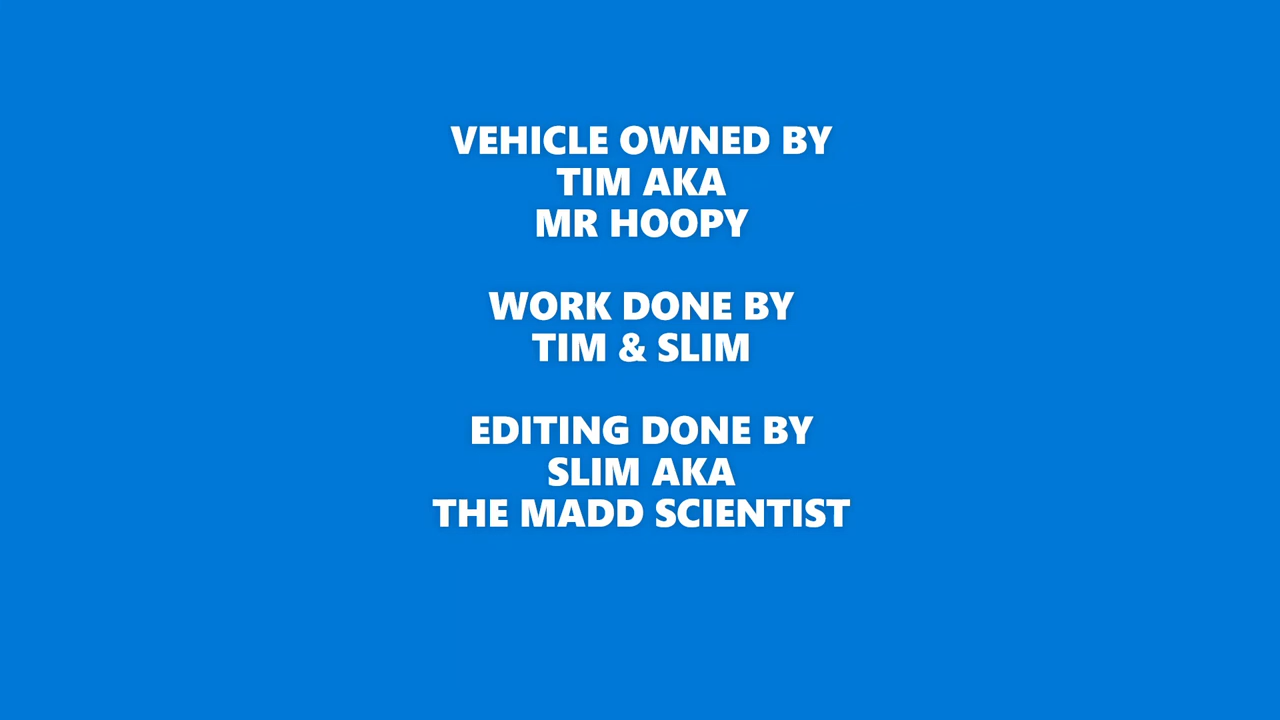 VEHICLE OWNED BY
TIM AKA
MR HOOPY
WORK DONE BY
TIM & SLIM
EDITING DONE BY
SLIM AKA
THE MADD SCIENTIST